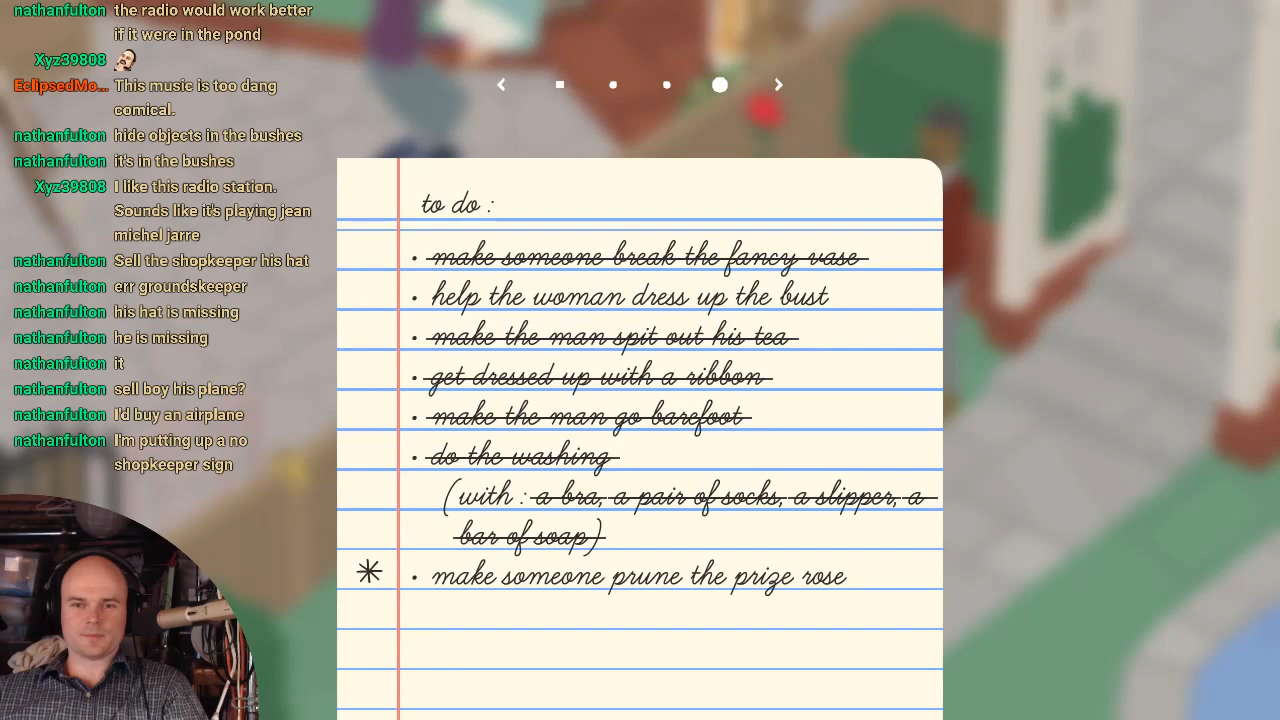 nathanfulton the radio would work better
if it were in the pond
Xyz39808
EclipsedMo... This music is too dang
comical.
nathanfulton hide objects in the bushes
nathanfulton it's in the bushes
Xyz39808 I like this radio station.
Sounds like it's playing jean
michel jarre
nathanfulton Sell the shopkeeper his hat
nathanfulton err groundskeeper
nathanfulton his hat is missing
nathanfulton he is missing
nathanfulton it
nathanfulton sell boy his plane?
nathanfulton I'd buy an airplane
nathanfulton I'm putting up a no
shopkeeper sign
to do :
• make someone break the fancy vase
• help the woman dress up the bust
• make the man spit out his tea
• get dressed up with a ribbon
• make the man go barefoot
• do the washing
(with : a bra, a pair of socks, a slipper, a
bar of soap)
• make someone prune the prize rose